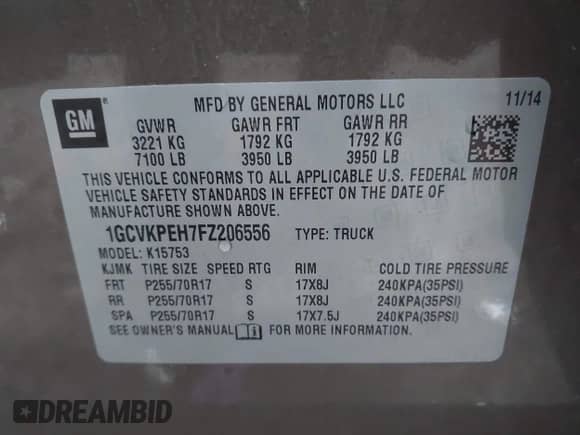 GM ®
MFD BY GENERAL MOTORS LLC 11/14
GVWR GAWR FRT GAWR RR
3221 KG 1792 KG 1792 KG
7100 LB 3950 LB 3950 LB
THIS VEHICLE CONFORMS TO ALL APPLICABLE U.S. FEDERAL MOTOR
VEHICLE SAFETY STANDARDS IN EFFECT ON THE DATE OF
MANUFACTURE SHOWN ABOVE.
1GCVKPEH7FZ206556 TYPE: TRUCK
MODEL: K15753
KJMK TIRE SIZE SPEED RTG RIM COLD TIRE PRESSURE
FRT P255/70R17 S 17X8J 240KPA(35PSI)
RR P255/70R17 S 17X8J 240KPA(35PSI)
SPA P255/70R17 S 17X7.5J 240KPA(35PSI)
SEE OWNER'S MANUAL FOR MORE INFORMATION.
DREAMBID